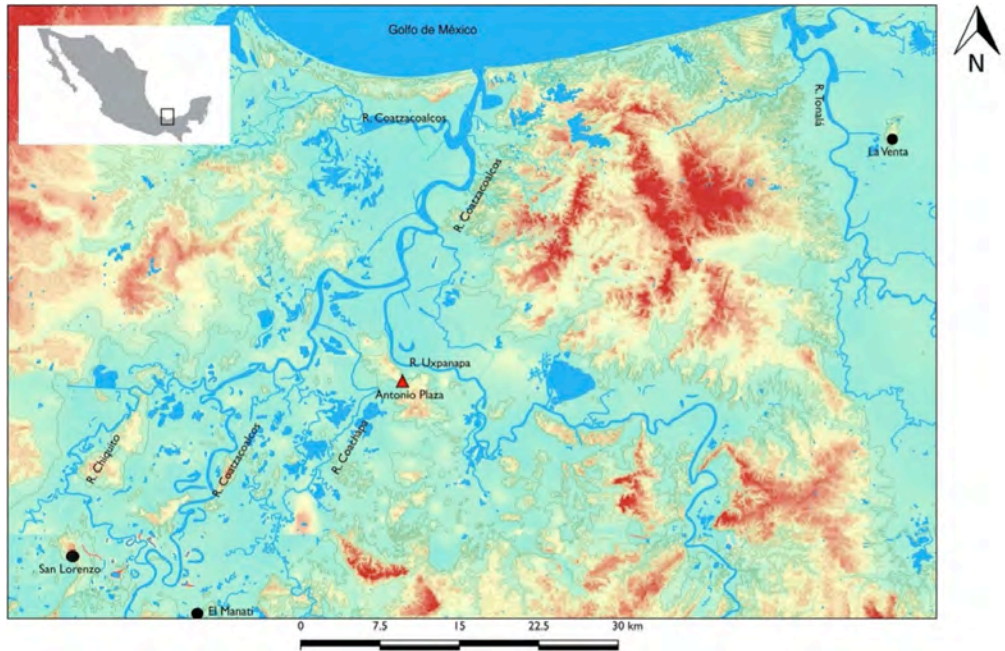 Golfo de México
N
R. Coatzacoalcos
R. Tonalá
La Venta
R. Coatzacoalcos
R. Uxpanapa
Antonio Plaza
R. Chiquito
R. Coatzacoalcos
R. Coachapa
San Lorenzo
El Manatí
0 7.5 15 22.5 30 km